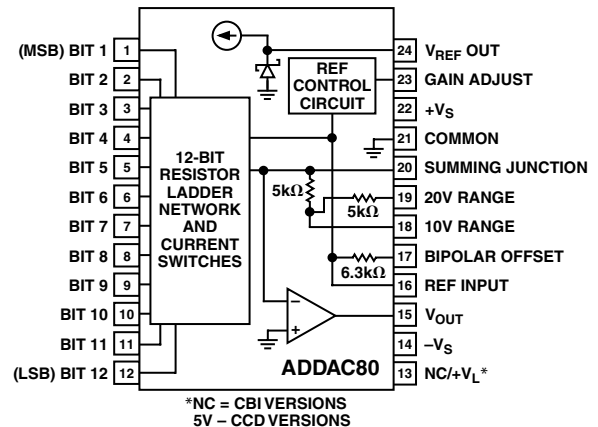 (MSB) BIT 1 1
BIT 2 2
BIT 3 3
BIT 4 4
BIT 5 5
BIT 6 6
BIT 7 7
BIT 8 8
BIT 9 9
BIT 10 10
BIT 11 11
(LSB) BIT 12 12
12-BIT
RESISTOR
LADDER
NETWORK
AND
CURRENT
SWITCHES
REF
CONTROL
CIRCUIT
5kΩ
5kΩ
6.3kΩ
–
+
ADDAC80
24 VREF OUT
23 GAIN ADJUST
22 +VS
21 COMMON
20 SUMMING JUNCTION
19 20V RANGE
18 10V RANGE
17 BIPOLAR OFFSET
16 REF INPUT
15 VOUT
14 –VS
13 NC/+VL*
*NC = CBI VERSIONS
5V – CCD VERSIONS